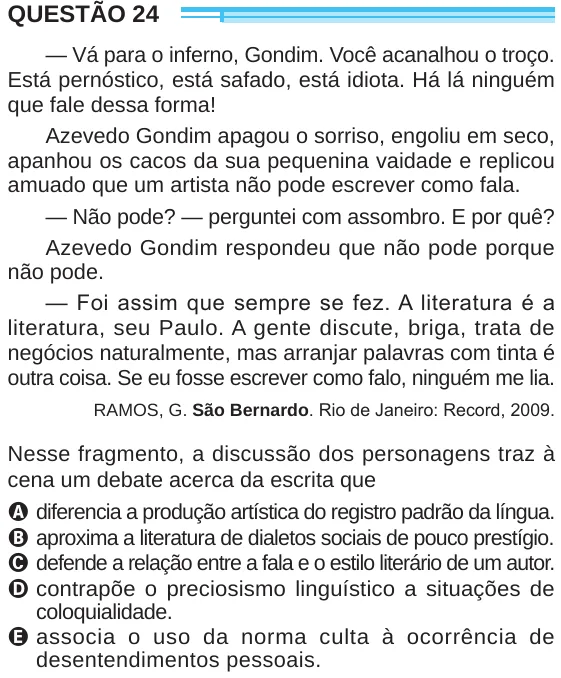 QUESTÃO 24
— Vá para o inferno, Gondim. Você acanalhou o troço.
Está pernóstico, está safado, está idiota. Há lá ninguém
que fale dessa forma!
Azevedo Gondim apagou o sorriso, engoliu em seco,
apanhou os cacos da sua pequenina vaidade e replicou
amuado que um artista não pode escrever como fala.
— Não pode? — perguntei com assombro. E por quê?
Azevedo Gondim respondeu que não pode porque
não pode.
— Foi assim que sempre se fez. A literatura é a
literatura, seu Paulo. A gente discute, briga, trata de
negócios naturalmente, mas arranjar palavras com tinta é
outra coisa. Se eu fosse escrever como falo, ninguém me lia.
RAMOS, G. São Bernardo. Rio de Janeiro: Record, 2009.
Nesse fragmento, a discussão dos personagens traz à
cena um debate acerca da escrita que
A diferencia a produção artística do registro padrão da língua.
B aproxima a literatura de dialetos sociais de pouco prestígio.
C defende a relação entre a fala e o estilo literário de um autor.
D contrapõe o preciosismo linguístico a situações de
coloquialidade.
E associa o uso da norma culta à ocorrência de
desentendimentos pessoais.